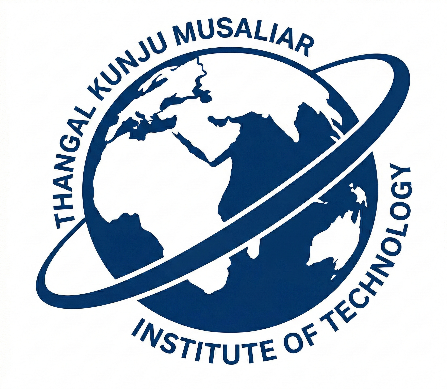 THANGAL KUNJU MUSALIAR
INSTITUTE OF TECHNOLOGY